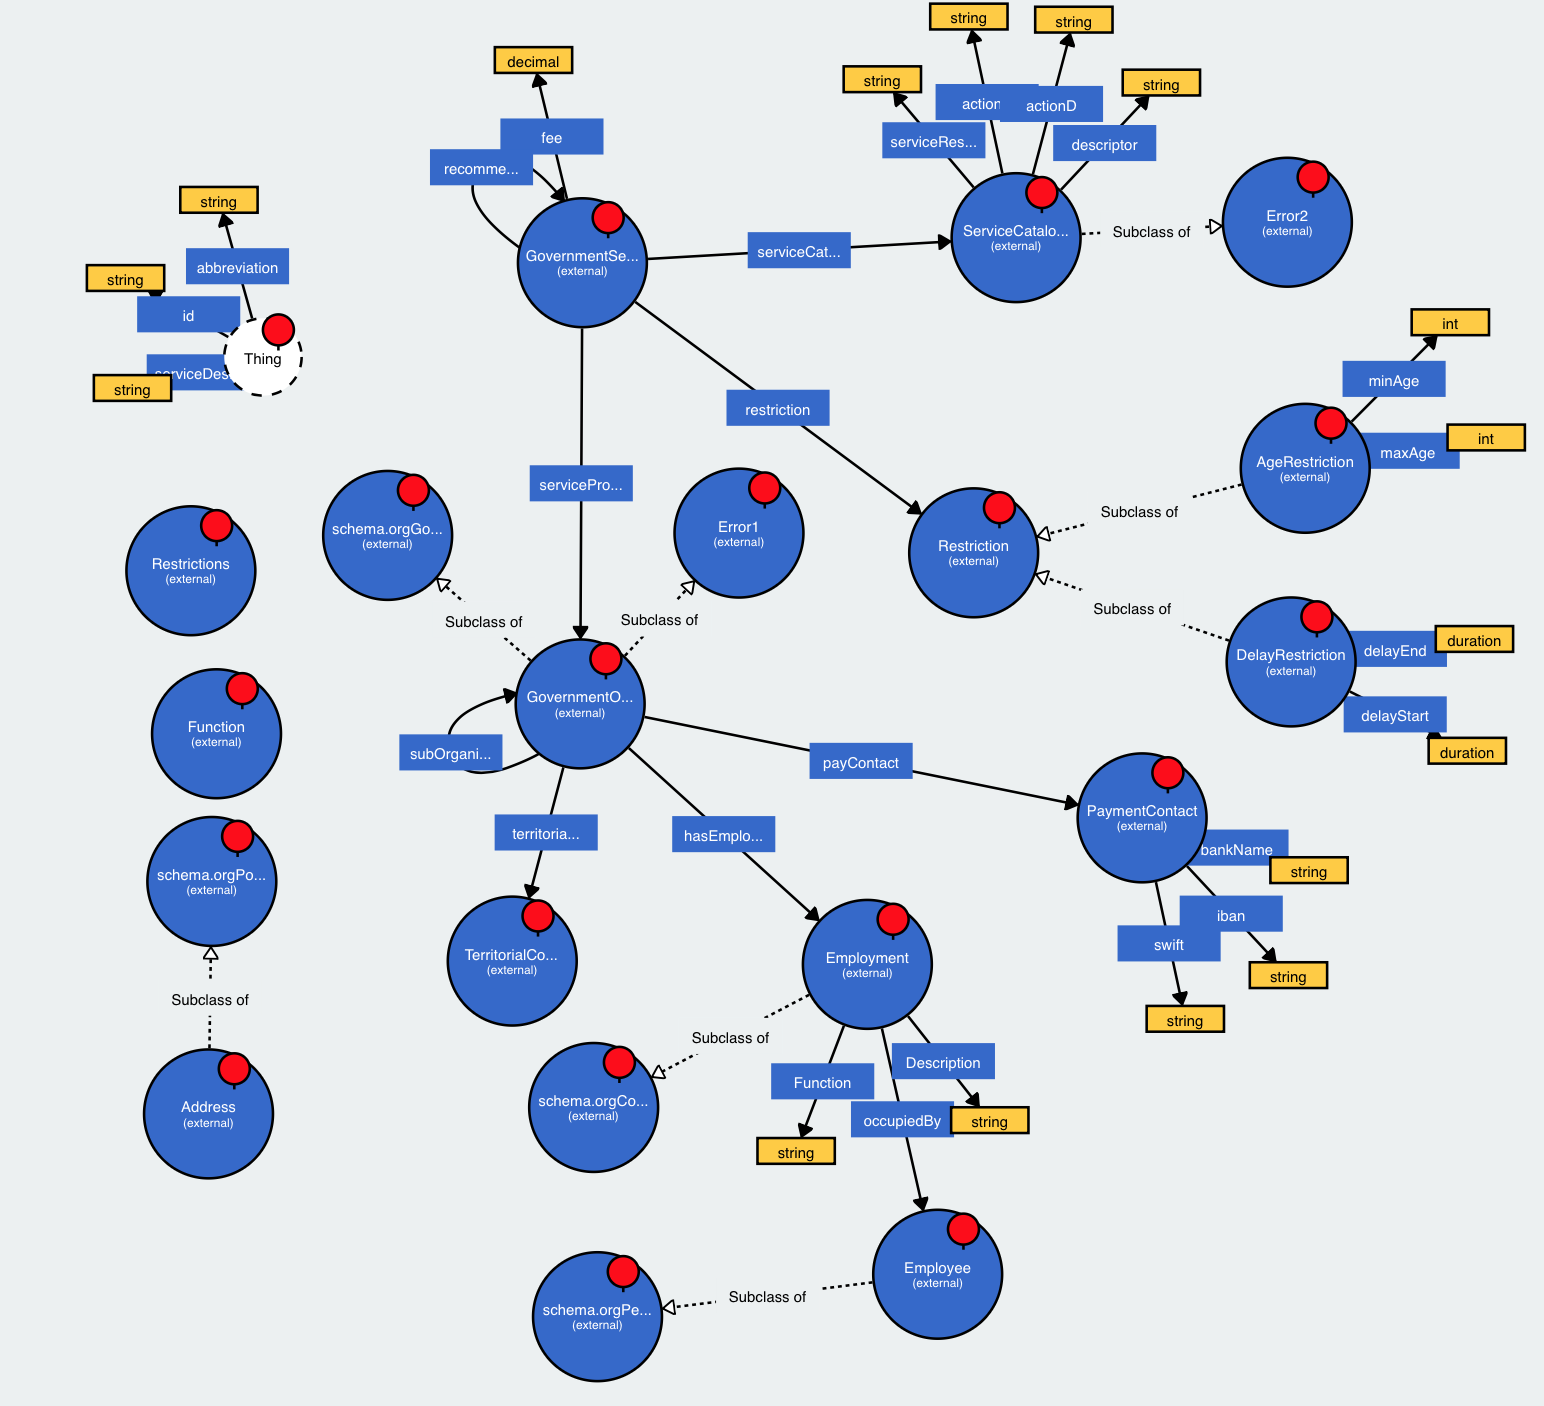 string
string
decimal
string
string
fee
action
actionD
serviceRes...
descriptor
recomme...
string
ServiceCatalo...
(external)
Error2
(external)
Subclass of
abbreviation
GovernmentSe...
(external)
serviceCat...
string
id
Thing
serviceDes
string
int
minAge
restriction
int
maxAge
AgeRestriction
(external)
Subclass of
servicePro...
schema.orgGo...
(external)
Error1
(external)
Restriction
(external)
Restrictions
(external)
Subclass of
Subclass of
Subclass of
DelayRestriction
(external)
delayEnd
duration
delayStart
duration
GovernmentO...
(external)
Function
(external)
subOrgani...
payContact
PaymentContact
(external)
territoria...
hasEmplo...
bankName
string
schema.orgPo...
(external)
iban
swift
string
string
TerritorialCo...
(external)
Employment
(external)
Subclass of
Subclass of
Description
Function
schema.orgCo...
(external)
Address
(external)
occupiedBy
string
string
Employee
(external)
Subclass of
schema.orgPe...
(external)